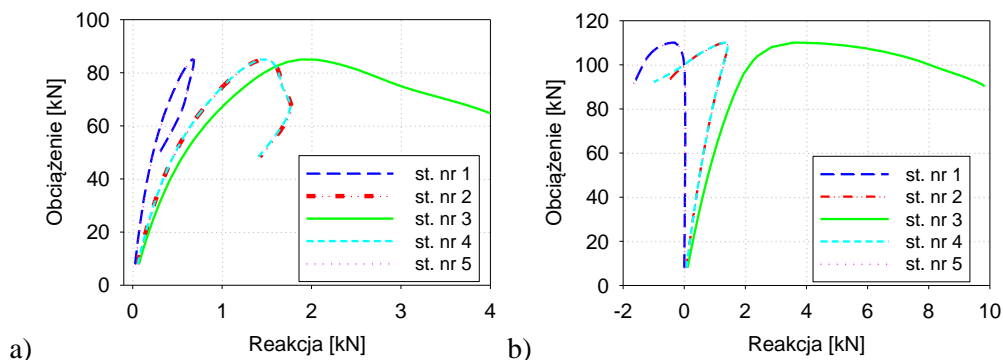 100
80
60
40
20
0
Obciążenie [kN]
0
1
2
3
4
Reakcja [kN]
st. nr 1
st. nr 2
st. nr 3
st. nr 4
st. nr 5
a)
120
100
80
60
40
20
0
Obciążenie [kN]
-2
0
2
4
6
8
10
Reakcja [kN]
st. nr 1
st. nr 2
st. nr 3
st. nr 4
st. nr 5
b)